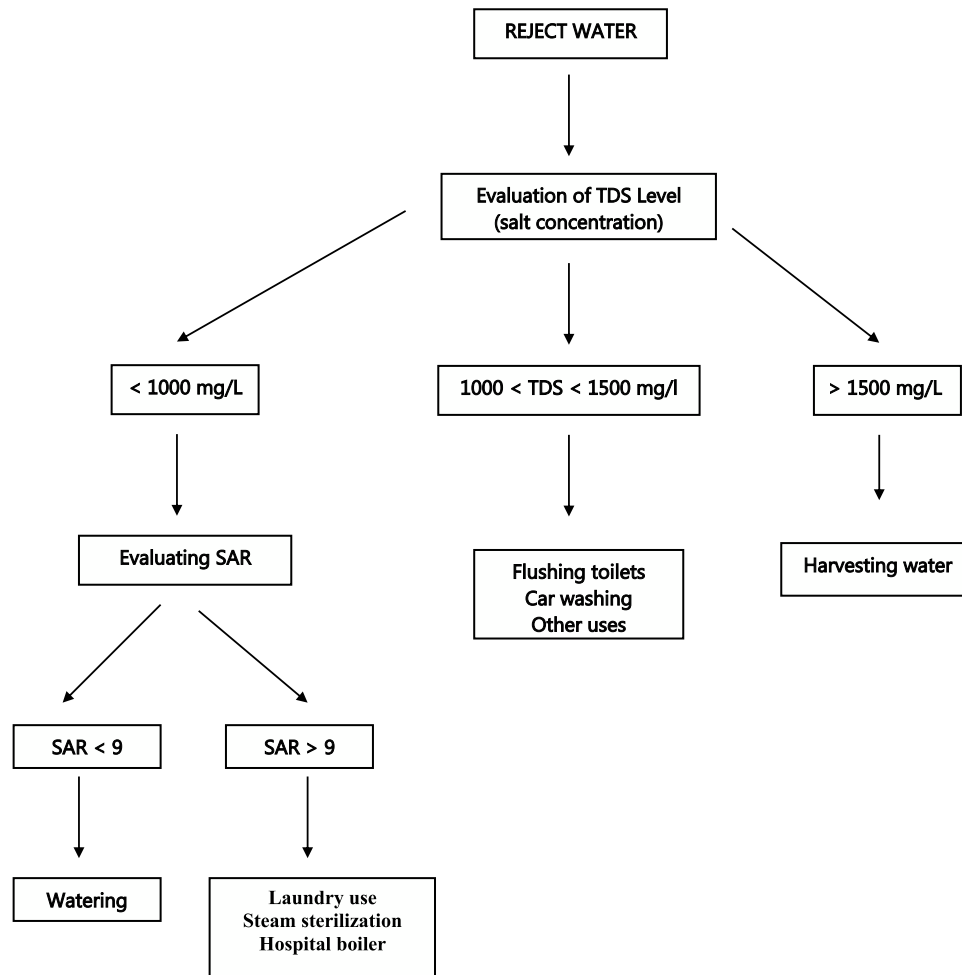 REJECT WATER
Evaluation of TDS Level
(salt concentration)
< 1000 mg/L
1000 < TDS < 1500 mg/l
> 1500 mg/L
Evaluating SAR
Flushing toilets
Car washing
Other uses
Harvesting water
SAR < 9
SAR > 9
Watering
Laundry use
Steam sterilization
Hospital boiler